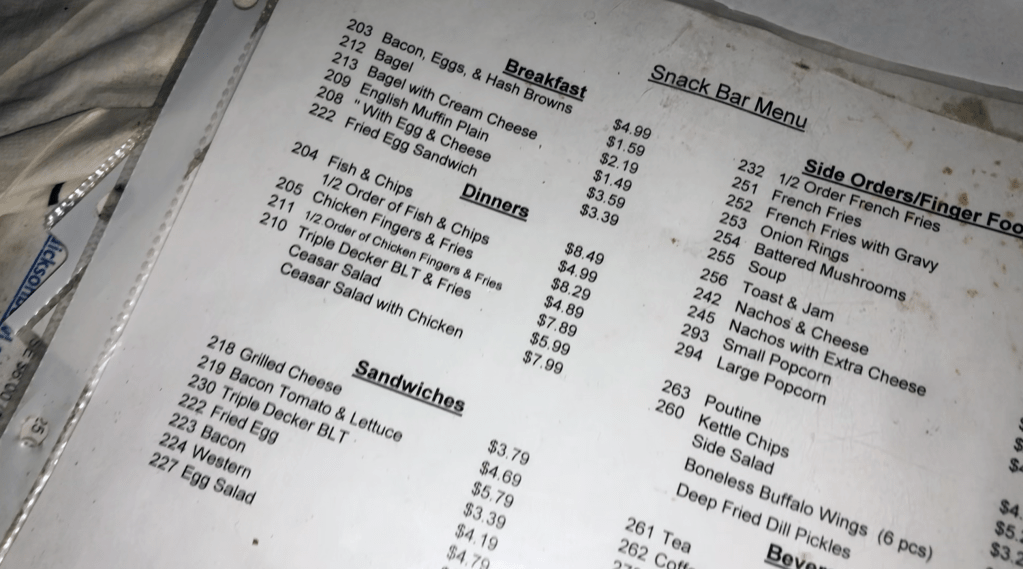 Snack Bar Menu
Breakfast
203 Bacon, Eggs, & Hash Browns $4.99
212 Bagel $1.59
213 Bagel with Cream Cheese $2.19
209 English Muffin Plain $1.49
208 " With Egg & Cheese $3.59
222 Fried Egg Sandwich $3.39
Dinners
204 Fish & Chips $8.49
1/2 Order of Fish & Chips $4.99
205 Chicken Fingers & Fries $8.29
211 1/2 Order of Chicken Fingers & Fries $4.89
210 Triple Decker BLT & Fries $7.89
Ceasar Salad $5.99
Ceasar Salad with Chicken $7.99
Sandwiches
218 Grilled Cheese $3.79
219 Bacon Tomato & Lettuce $4.69
230 Triple Decker BLT $5.79
222 Fried Egg $3.39
223 Bacon $4.19
224 Western $4.79
227 Egg Salad
Side Orders/Finger Foo
232 1/2 Order French Fries
251 French Fries
252 French Fries with Gravy
253 Onion Rings
254 Battered Mushrooms
255 Soup
256 Toast & Jam
242 Nachos & Cheese
245 Nachos with Extra Cheese
293 Small Popcorn
294 Large Popcorn
263 Poutine
260 Kettle Chips
Side Salad
Boneless Buffalo Wings (6 pcs)
Deep Fried Dill Pickles
Bever
261 Tea
262 Coff